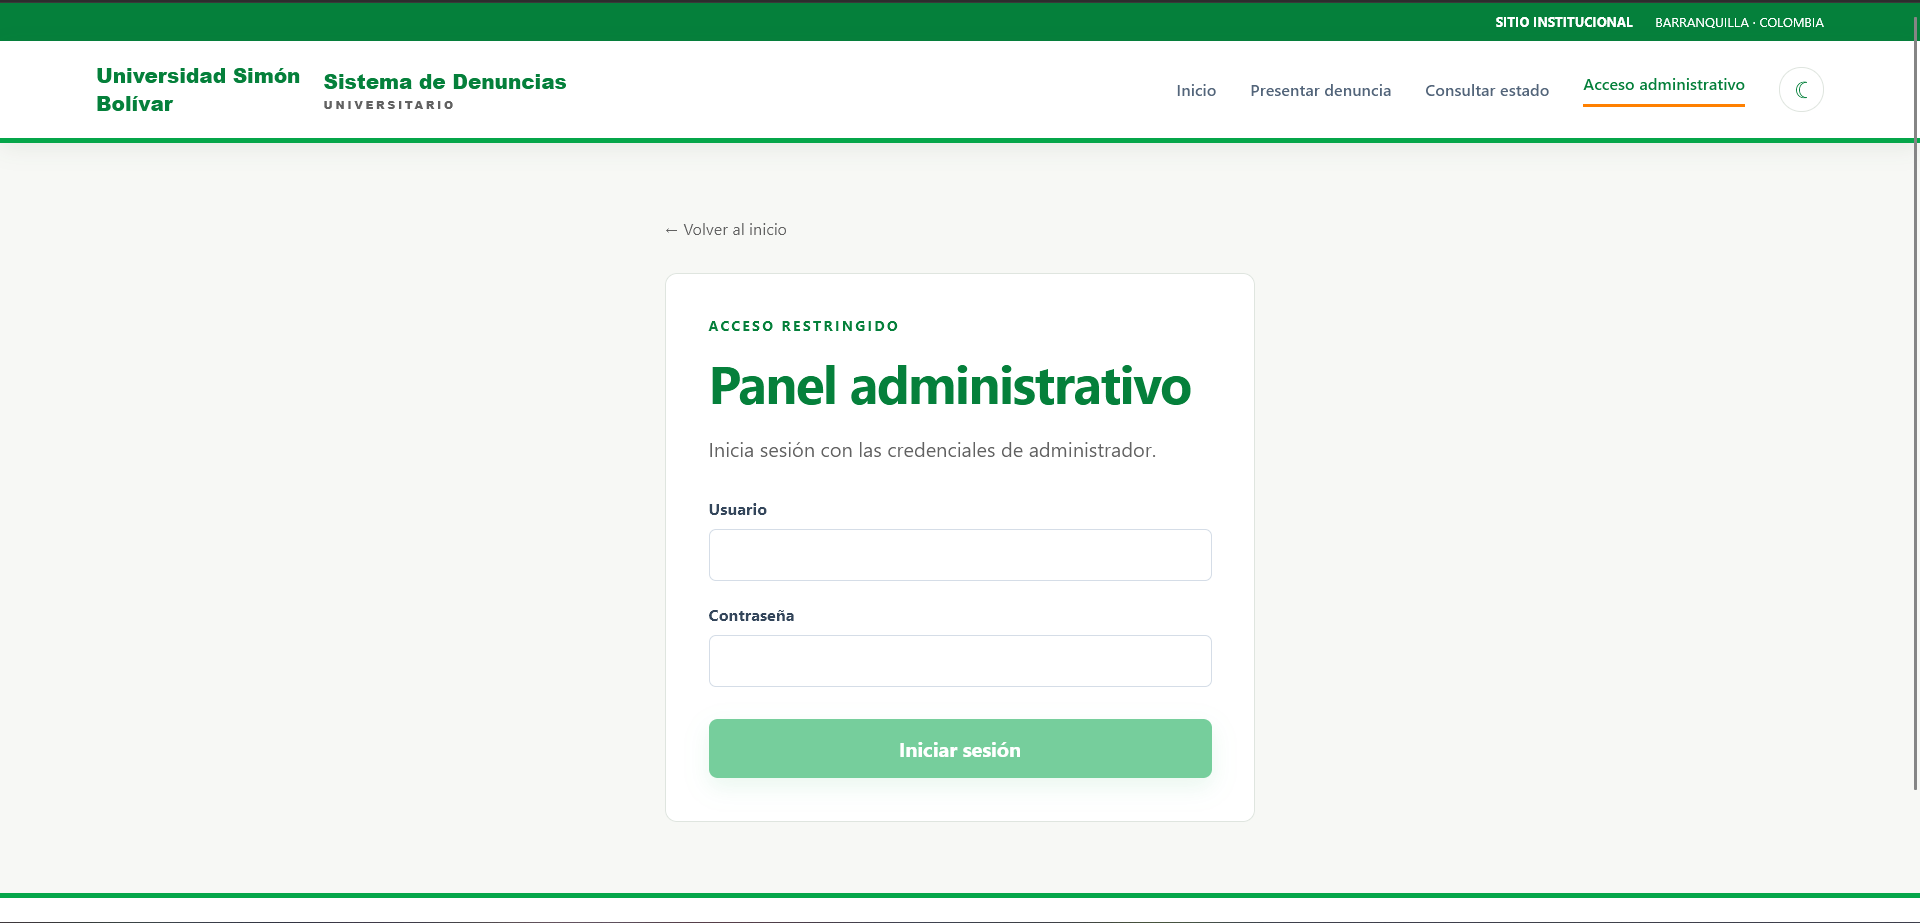 SITIO INSTITUCIONAL BARRANQUILLA · COLOMBIA
Universidad Simón
Bolívar
Sistema de Denuncias
UNIVERSITARIO
Inicio Presentar denuncia Consultar estado Acceso administrativo
← Volver al inicio
ACCESO RESTRINGIDO
Panel administrativo
Inicia sesión con las credenciales de administrador.
Usuario
Contraseña
Iniciar sesión